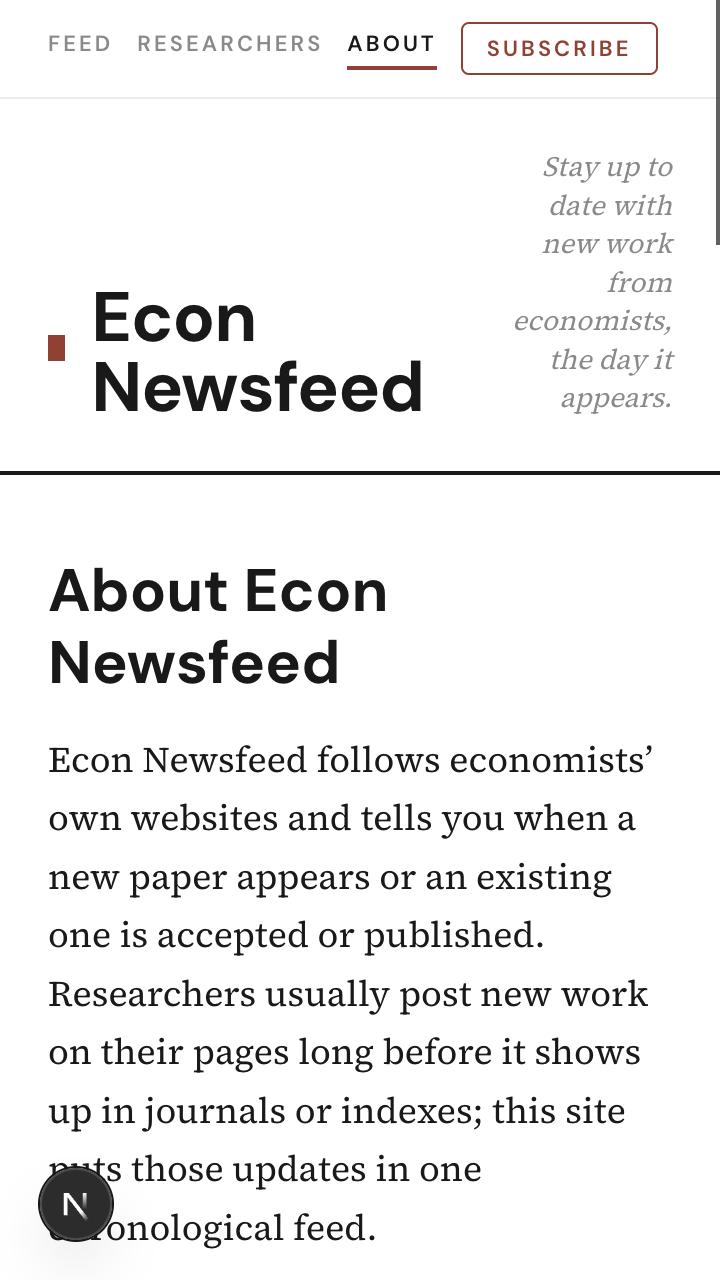 FEED RESEARCHERS ABOUT SUBSCRIBE
Econ
Newsfeed
Stay up to
date with
new work
from
economists,
the day it
appears.
About Econ
Newsfeed
Econ Newsfeed follows economists’
own websites and tells you when a
new paper appears or an existing
one is accepted or published.
Researchers usually post new work
on their pages long before it shows
up in journals or indexes; this site
puts those updates in one
chronological feed.
N